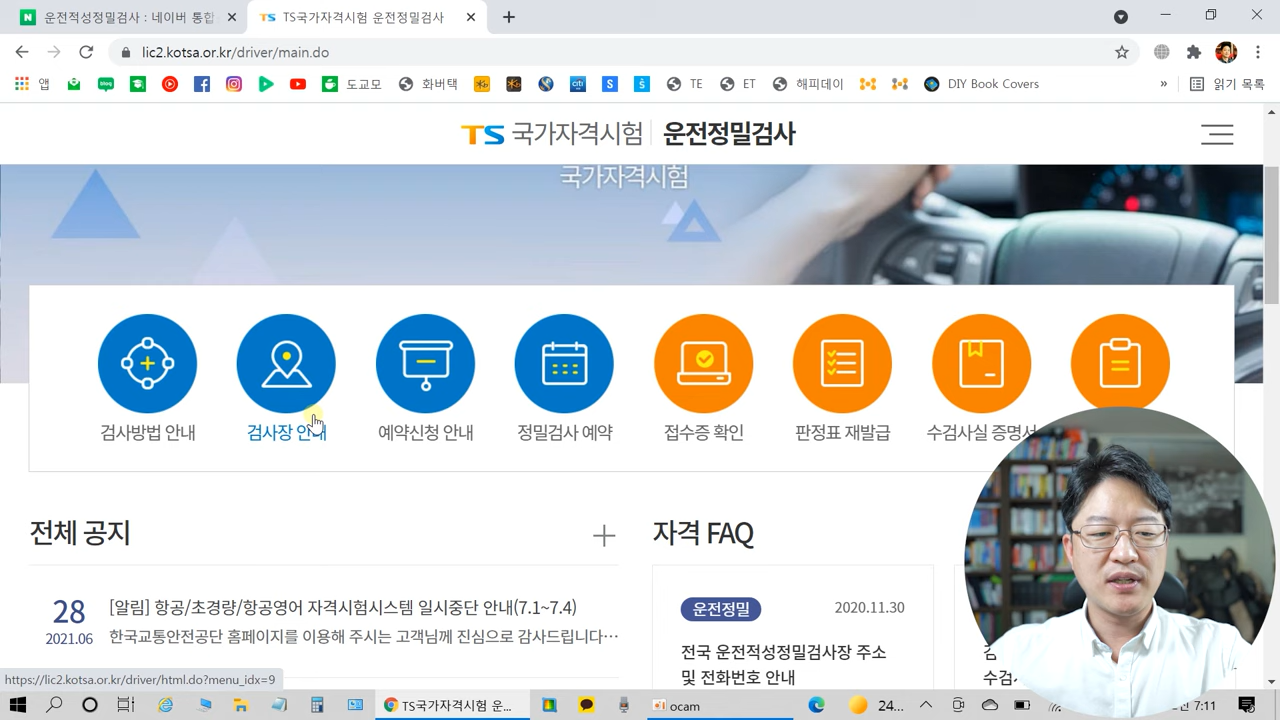 운전적성정밀검사 : 네이버 통합
TS국가자격시험 운전정밀검사
lic2.kotsa.or.kr/driver/main.do
앱
blog
도교모
화버택
citi
TE
ET
해피데이
DIY Book Covers
»
읽기 목록
TS 국가자격시험 운전정밀검사
국가자격시험
검사방법 안내
검사장 안내
예약신청 안내
정밀검사 예약
접수증 확인
판정표 재발급
수검사실 증명서
전체 공지
자격 FAQ
28
2021.06
[알림] 항공/초경량/항공영어 자격시험시스템 일시중단 안내(7.1~7.4)
한국교통안전공단 홈페이지를 이용해 주시는 고객님께 진심으로 감사드립니다…
운전정밀
2020.11.30
전국 운전적성정밀검사장 주소
및 전화번호 안내
수검
https://lic2.kotsa.or.kr/driver/html.do?menu_idx=9
TS국가자격시험 운...
ocam
24...
7:11